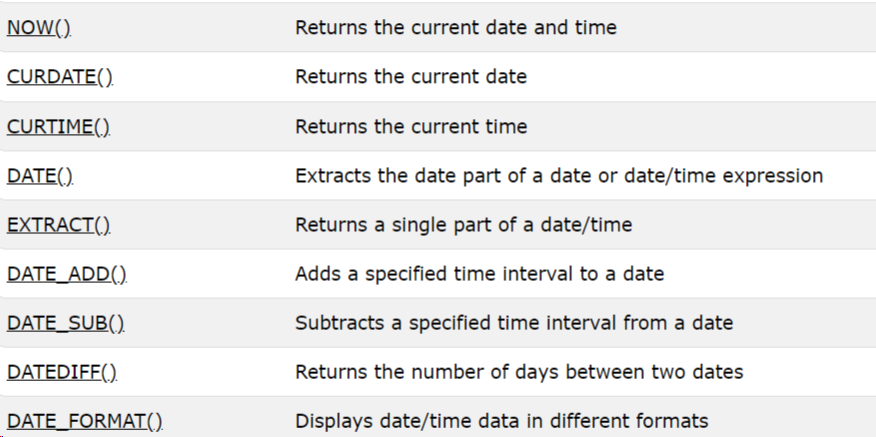 NOW() Returns the current date and time
CURDATE() Returns the current date
CURTIME() Returns the current time
DATE() Extracts the date part of a date or date/time expression
EXTRACT() Returns a single part of a date/time
DATE_ADD() Adds a specified time interval to a date
DATE_SUB() Subtracts a specified time interval from a date
DATEDIFF() Returns the number of days between two dates
DATE_FORMAT() Displays date/time data in different formats